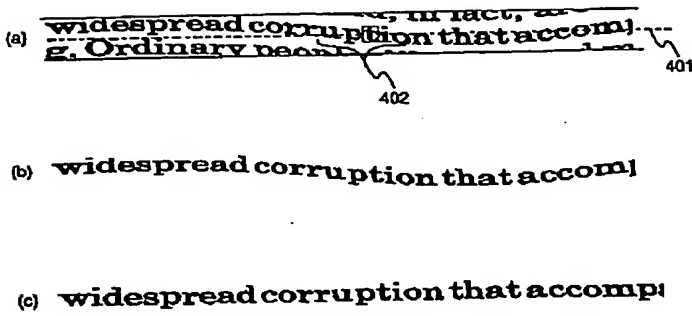 (a) widespread corruption that accom
g. Ordinary
401
402
(b) widespread corruption that accom
(c) widespread corruption that accomp